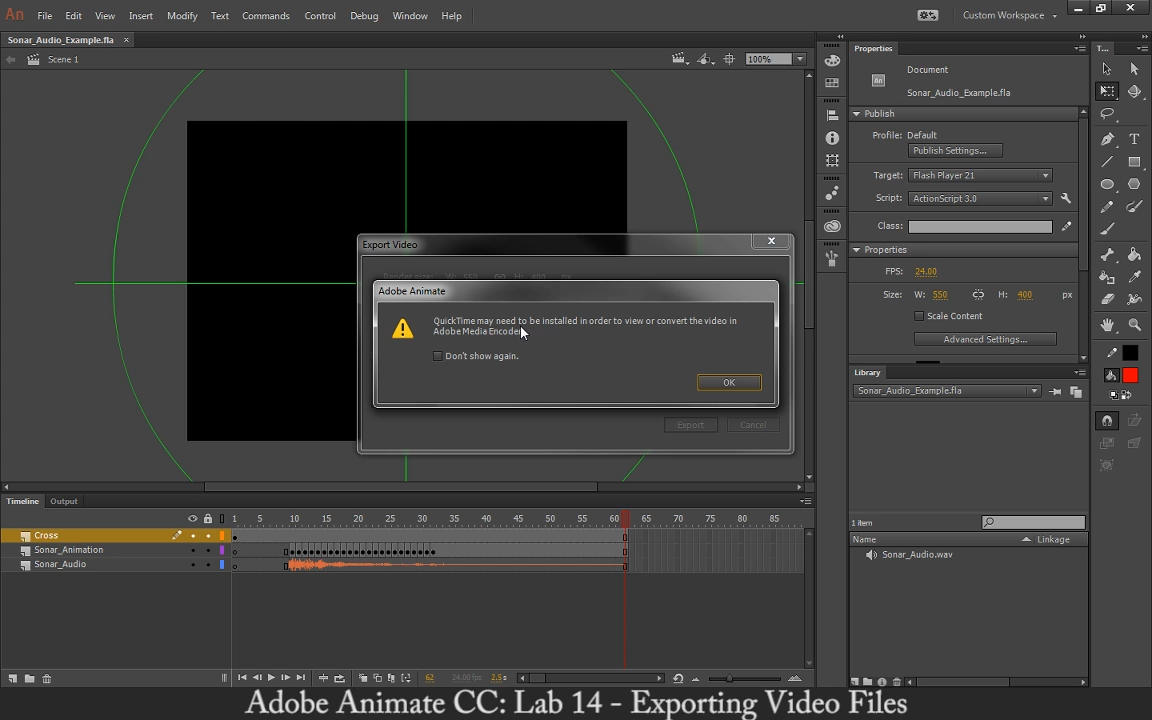 An File Edit View Insert Modify Text Commands Control Debug Window Help Custom Workspace
Sonar_Audio_Example.fla ×
Scene 1
100%
Export Video
Adobe Animate
QuickTime may need to be installed in order to view or convert the video in
Adobe Media Encoder.
Don't show again.
OK
Export Cancel
Properties
Document
An
Sonar_Audio_Example.fla
Publish
Profile: Default
Publish Settings...
Target: Flash Player 21
Script: ActionScript 3.0
Class:
Properties
FPS: 24.00
Size: W: 550 H: 400 px
Scale Content
Advanced Settings...
Library
Sonar_Audio_Example.fla
1 item
Name Linkage
Sonar_Audio.wav
T...
T
Timeline Output
1 5 10 15 20 25 30 35 40 45 50 55 60 65 70 75 80 85
Cross
Sonar_Animation
Sonar_Audio
62 24.00 fps 2.5 s
Adobe Animate CC: Lab 14 - Exporting Video Files